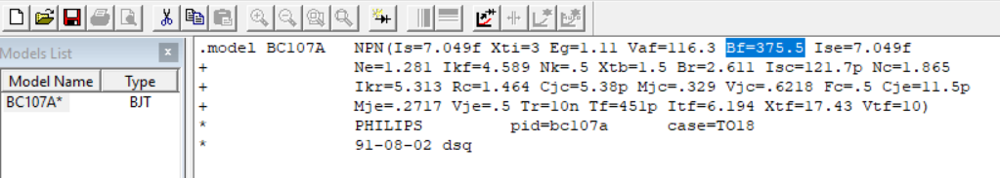 Models List x
Model Name Type
BC107A* BJT
.model BC107A NPN(Is=7.049f Xti=3 Eg=1.11 Vaf=116.3 Bf=375.5 Ise=7.049f
+ Ne=1.281 Ikf=4.589 Nk=.5 Xtb=1.5 Br=2.611 Isc=121.7p Nc=1.865
+ Ikr=5.313 Rc=1.464 Cjc=5.38p Mjc=.329 Vjc=.6218 Fc=.5 Cje=11.5p
+ Mje=.2717 Vje=.5 Tr=10n Tf=451p Itf=6.194 Xtf=17.43 Vtf=10)
* PHILIPS pid=bc107a case=TO18
* 91-08-02 dsq